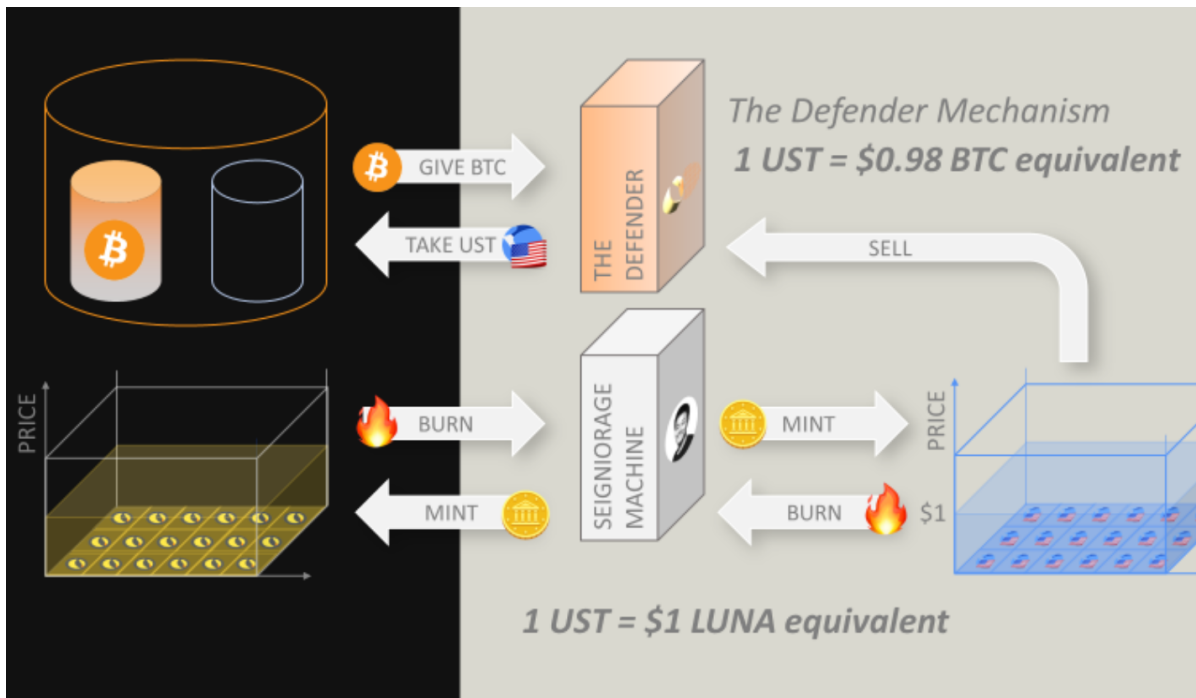 The Defender Mechanism
1 UST = $0.98 BTC equivalent
GIVE BTC
TAKE UST
THE
DEFENDER
SELL
PRICE
BURN
MINT
SEIGNIORAGE
MACHINE
MINT
BURN
PRICE
$1
1 UST = $1 LUNA equivalent